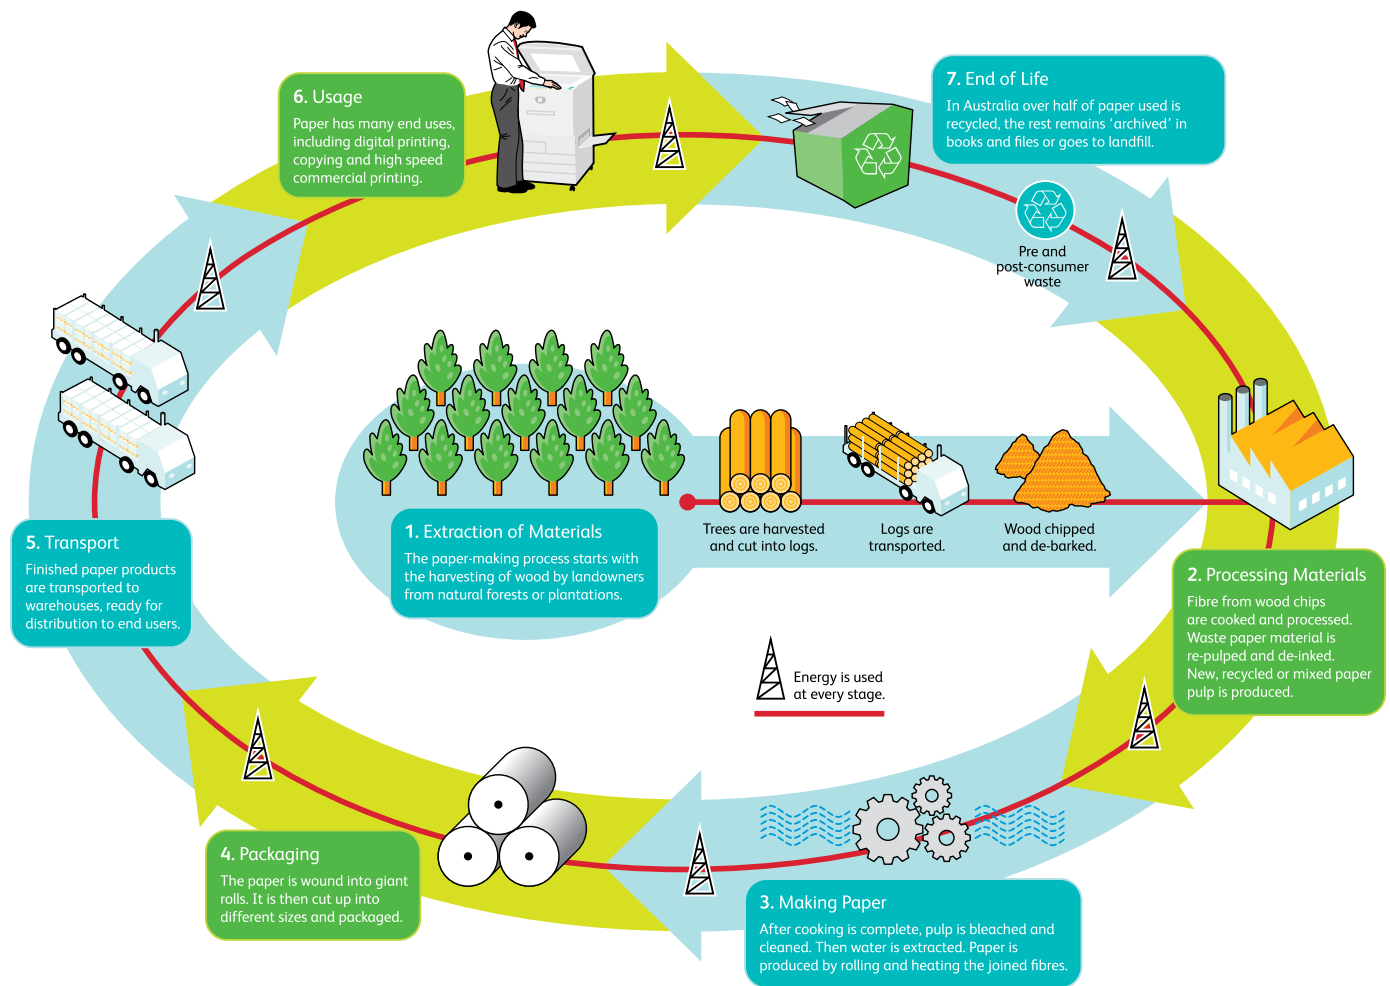 1. Extraction of Materials
The paper-making process starts with
the harvesting of wood by landowners
from natural forests or plantations.
Trees are harvested
and cut into logs.
Logs are
transported.
Wood chipped
and de-barked.
2. Processing Materials
Fibre from wood chips
are cooked and processed.
Waste paper material is
re-pulped and de-inked.
New, recycled or mixed paper
pulp is produced.
3. Making Paper
After cooking is complete, pulp is bleached and
cleaned. Then water is extracted. Paper is
produced by rolling and heating the joined fibres.
4. Packaging
The paper is wound into giant
rolls. It is then cut up into
different sizes and packaged.
5. Transport
Finished paper products
are transported to
warehouses, ready for
distribution to end users.
6. Usage
Paper has many end uses,
including digital printing,
copying and high speed
commercial printing.
7. End of Life
In Australia over half of paper used is
recycled, the rest remains ‘archived’ in
books and files or goes to landfill.
Pre and
post-consumer
waste
Energy is used
at every stage.